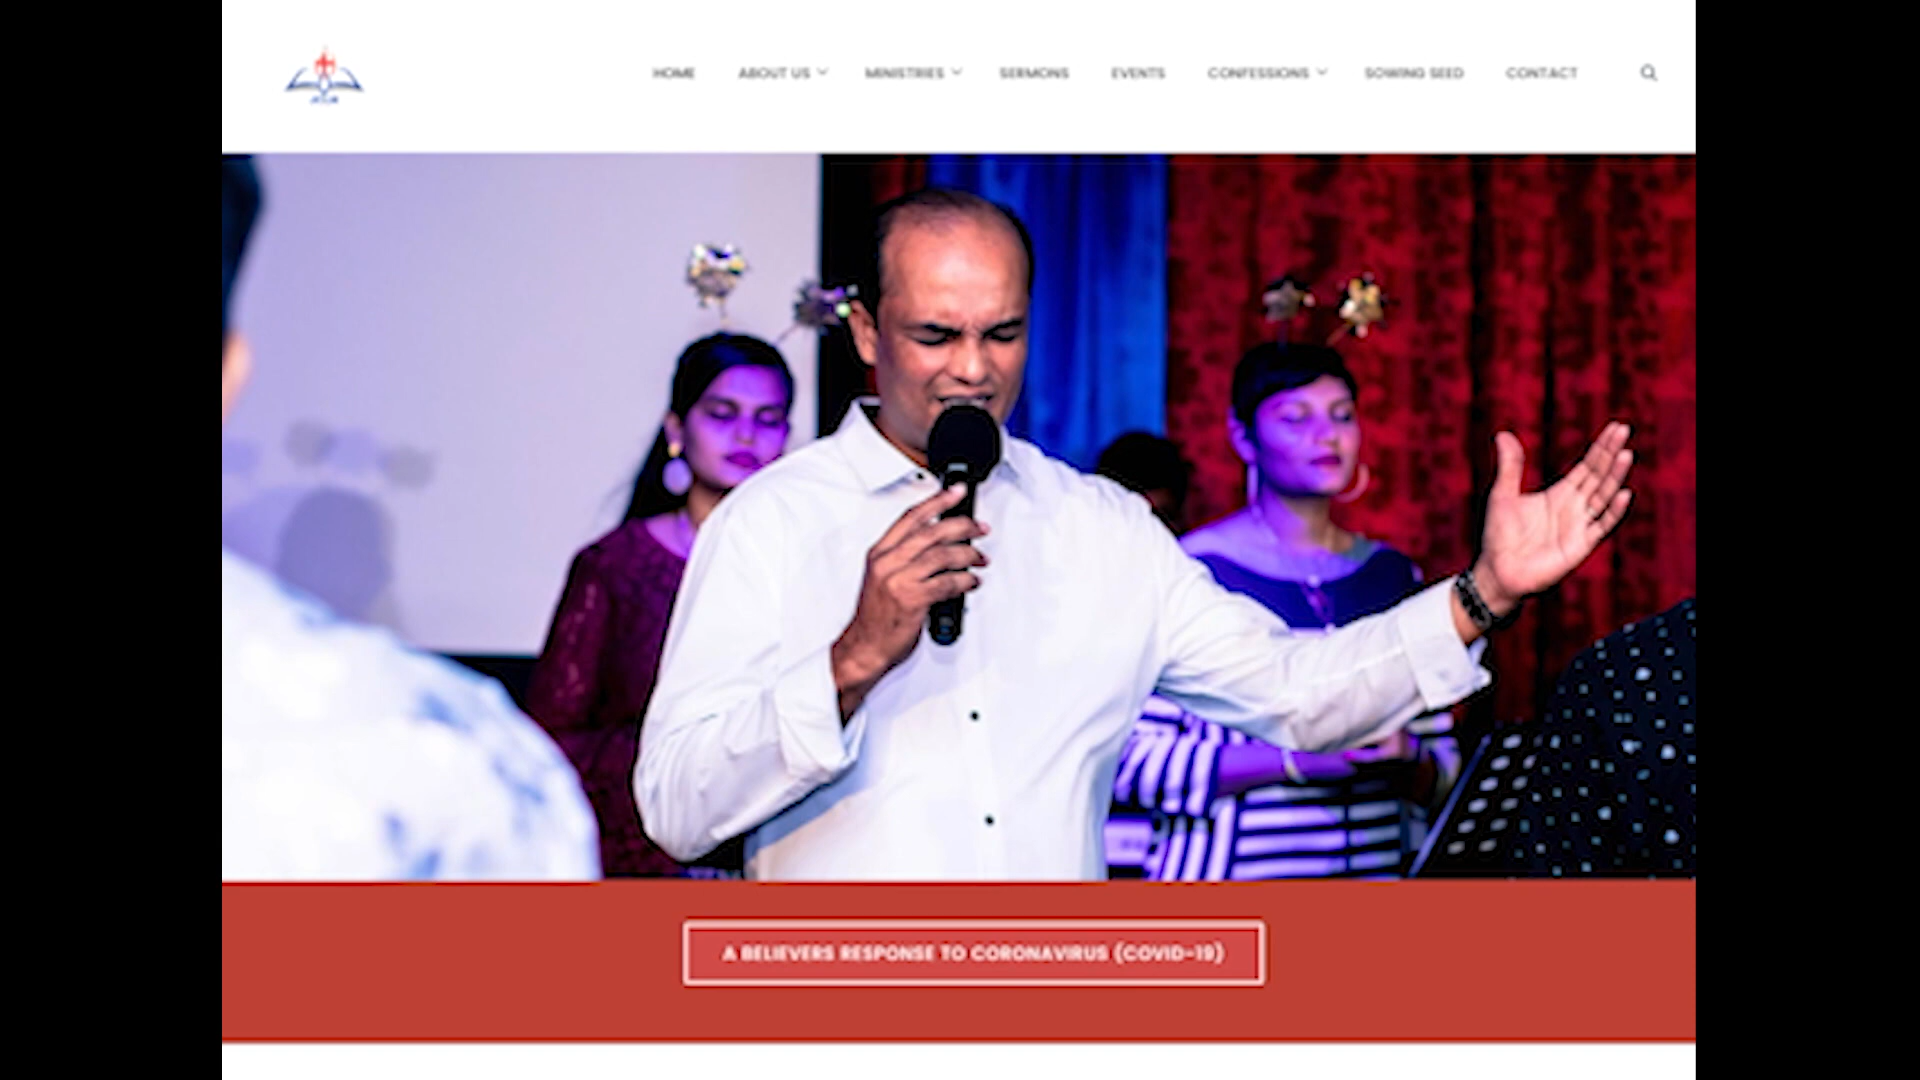 HOME ABOUT US MINISTRIES SERMONS EVENTS CONFESSIONS SOWING SEED CONTACT
A BELIEVERS RESPONSE TO CORONAVIRUS (COVID-19)